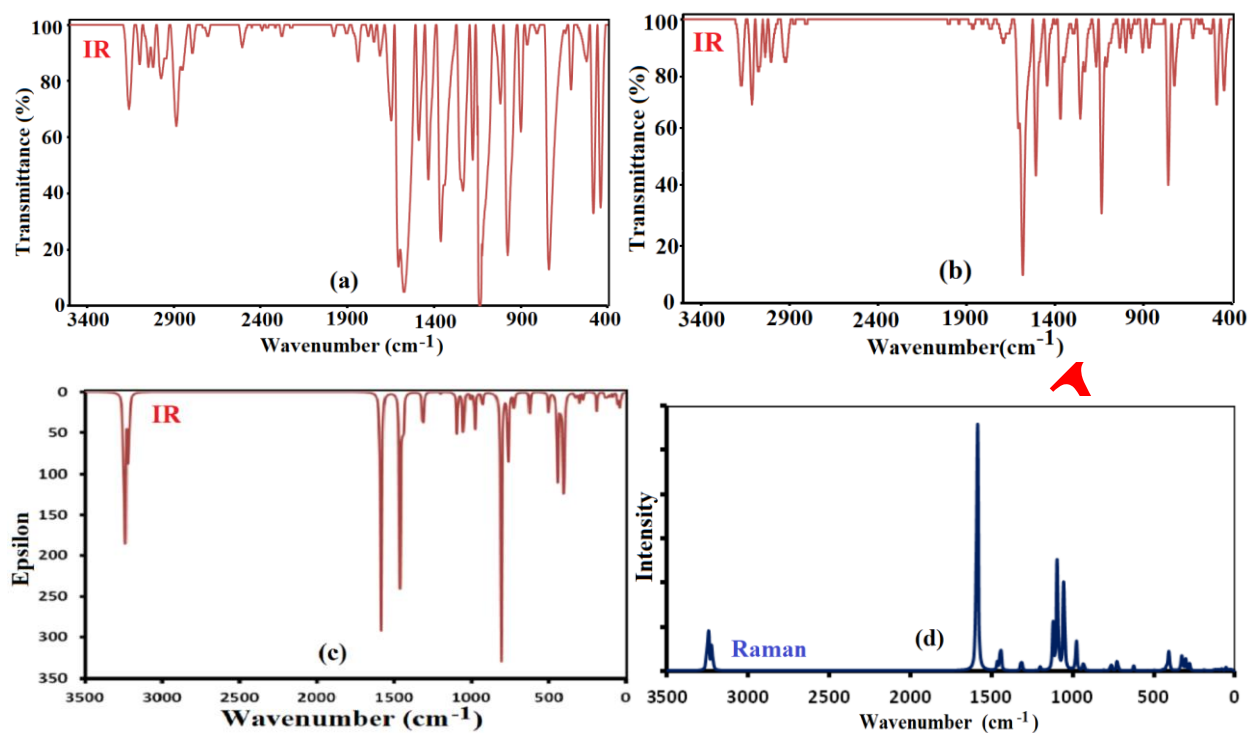 100
80
60
40
20
0
Transmittance (%)
IR
(a)
3400 2900 2400 1900 1400 900 400
Wavenumber (cm-1)
100
80
60
40
20
0
Transmittance (%)
IR
(b)
3400 2900 2400 1900 1400 900 400
Wavenumber(cm-1)
0
50
100
150
200
250
300
350
Epsilon
IR
(c)
3500 3000 2500 2000 1500 1000 500 0
Wavenumber (cm-1)
Intensity
Raman
(d)
3500 3000 2500 2000 1500 1000 500 0
Wavenumber (cm-1)